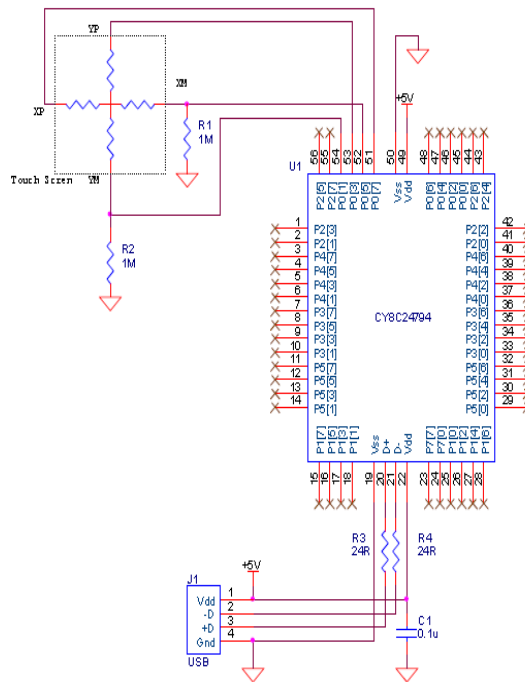 YP
XM
XP
R1
1M
Touch Scren
YM
R2
1M
+5V
56 55 54 53 52 51 50 49 48 47 46 45 44 43
U1
P2[5] P2[7] P0[1] P0[3] P0[5] P0[7] Vss Vdd P0[6] P0[4] P0[2] P0[0] P2[6] P2[4]
1 P2[3] P2[2] 42
2 P2[1] P2[0] 41
3 P4[7] P4[6] 40
4 P4[5] P4[4] 39
5 P4[3] P4[2] 38
6 P4[1] P4[0] 37
7 P3[7] P3[6] 36
8 P3[5] P3[4] 35
9 P3[3] P3[2] 34
10 P3[1] P3[0] 33
11 P5[7] P5[6] 32
12 P5[5] P5[4] 31
13 P5[3] P5[2] 30
14 P5[1] P5[0] 29
CY8C24794
P1[7] P1[5] P1[3] P1[1] Vss D+ D- Vdd P7[7] P7[0] P1[0] P1[2] P1[4] P1[6]
15 16 17 18 19 20 21 22 23 24 25 26 27 28
R3
24R
R4
24R
+5V
J1
Vdd 1
-D 2
+D 3
Gnd 4
USB
C1
0.1u